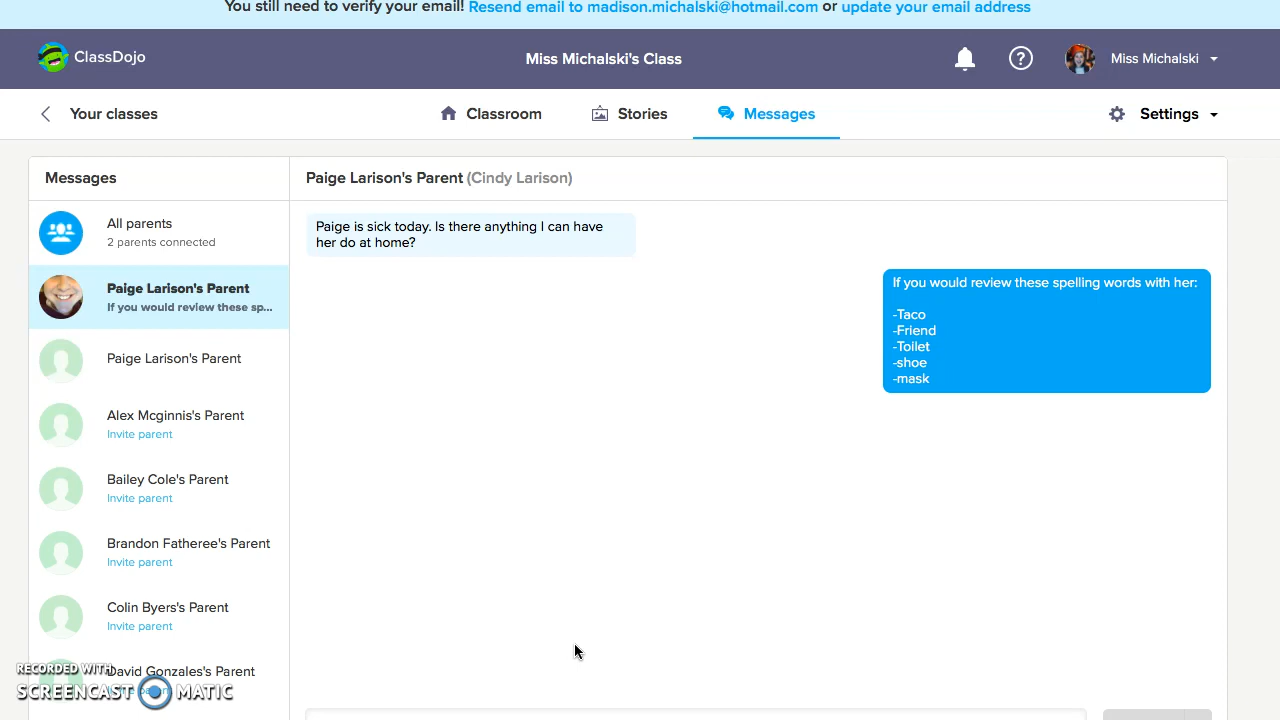 You still need to verify your email! Resend email to madison.michalski@hotmail.com or update your email address
ClassDojo
Miss Michalski's Class
?
Miss Michalski
Your classes
Classroom
Stories
Messages
Settings
Messages
All parents
2 parents connected
Paige Larison's Parent
If you would review these sp...
Paige Larison's Parent
Alex Mcginnis's Parent
Invite parent
Bailey Cole's Parent
Invite parent
Brandon Fatheree's Parent
Invite parent
Colin Byers's Parent
Invite parent
David Gonzales's Parent
Paige Larison's Parent (Cindy Larison)
Paige is sick today. Is there anything I can have
her do at home?
If you would review these spelling words with her:
-Taco
-Friend
-Toilet
-shoe
-mask
RECORDED WITH
SCREENCAST MATIC